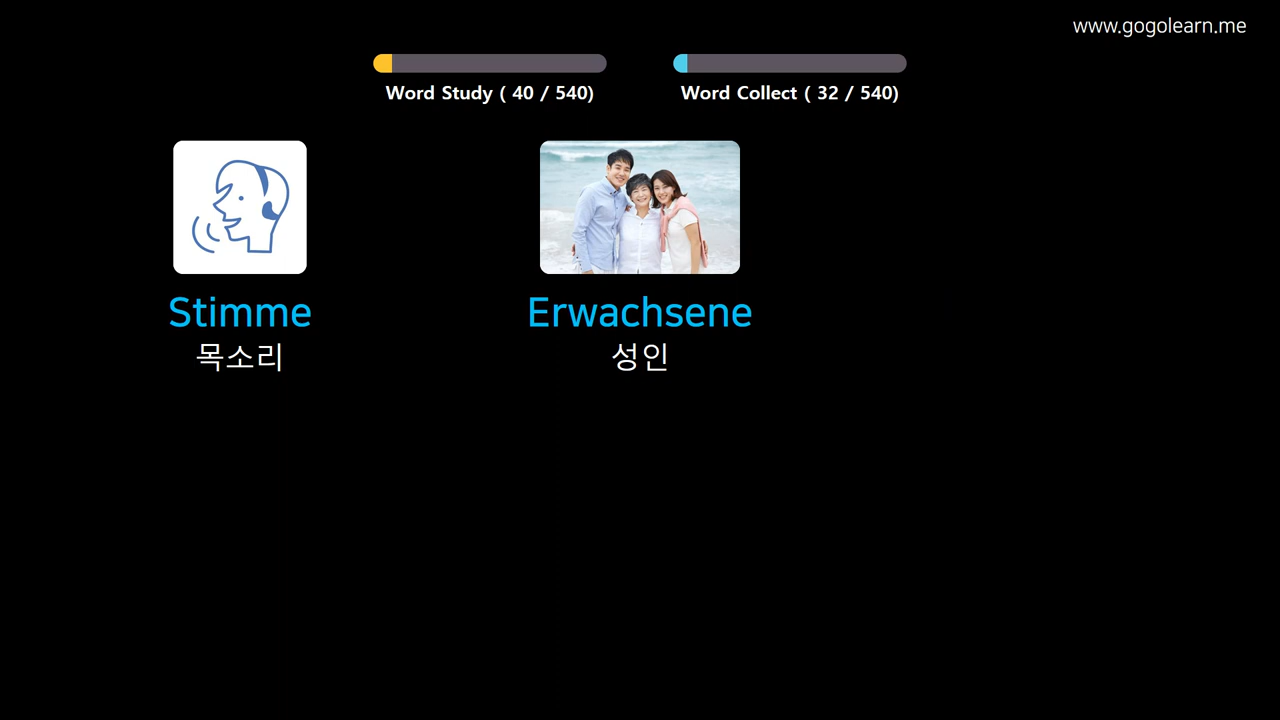 www.gogolearn.me
Word Study ( 40 / 540)
Word Collect ( 32 / 540)
Stimme
목소리
Erwachsene
성인